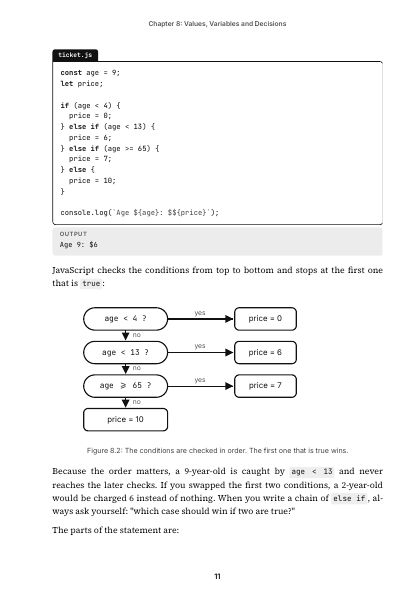 Chapter 8: Values, Variables and Decisions
ticket.js
const age = 9;
let price;
if (age < 4) {
  price = 0;
} else if (age < 13) {
  price = 6;
} else if (age >= 65) {
  price = 7;
} else {
  price = 10;
}
console.log(`Age ${age}: $${price}`);
OUTPUT
Age 9: $6
JavaScript checks the conditions from top to bottom and stops at the first one
that is true:
age < 4 ?
yes
price = 0
no
age < 13 ?
yes
price = 6
no
age ⩾ 65 ?
yes
price = 7
no
price = 10
Figure 8.2: The conditions are checked in order. The first one that is true wins.
Because the order matters, a 9-year-old is caught by age < 13 and never
reaches the later checks. If you swapped the first two conditions, a 2-year-old
would be charged 6 instead of nothing. When you write a chain of else if, al-
ways ask yourself: "which case should win if two are true?"
The parts of the statement are:
11